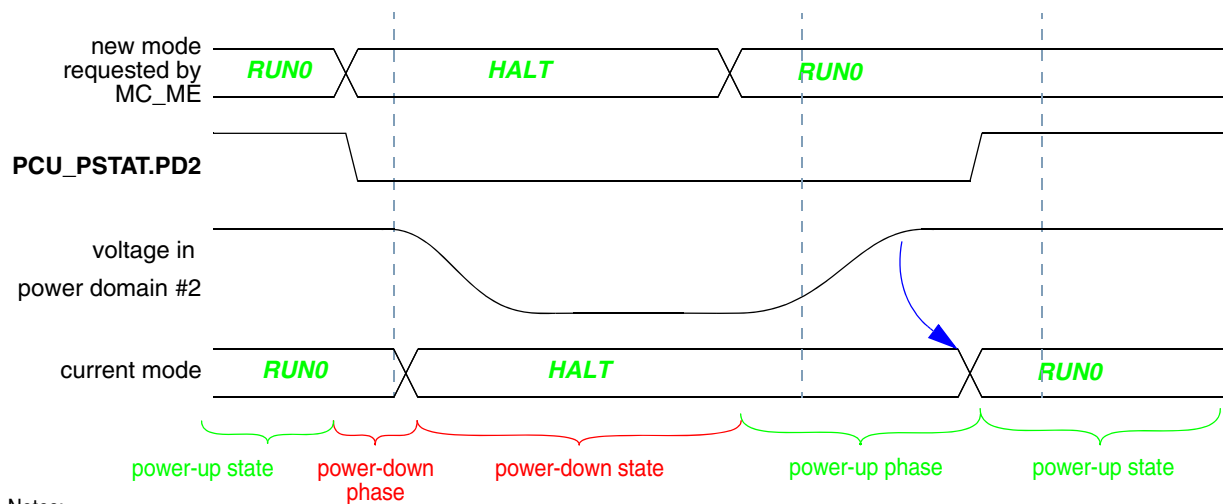 new mode
requested by
MC_ME
RUN0
HALT
RUN0
PCU_PSTAT.PD2
voltage in
power domain #2
current mode
RUN0
HALT
RUN0
power-up state
power-down
phase
power-down state
power-up phase
power-up state
Notes: